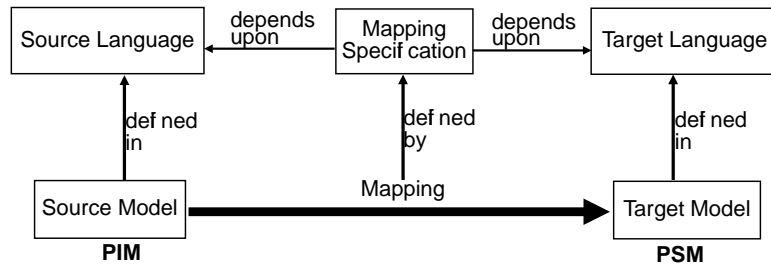 depends
upon
Mapping
Specif ication
depends
upon
Source Language
Target Language
def ned
in
def ned
by
def ned
in
Mapping
Source Model
Target Model
PIM
PSM